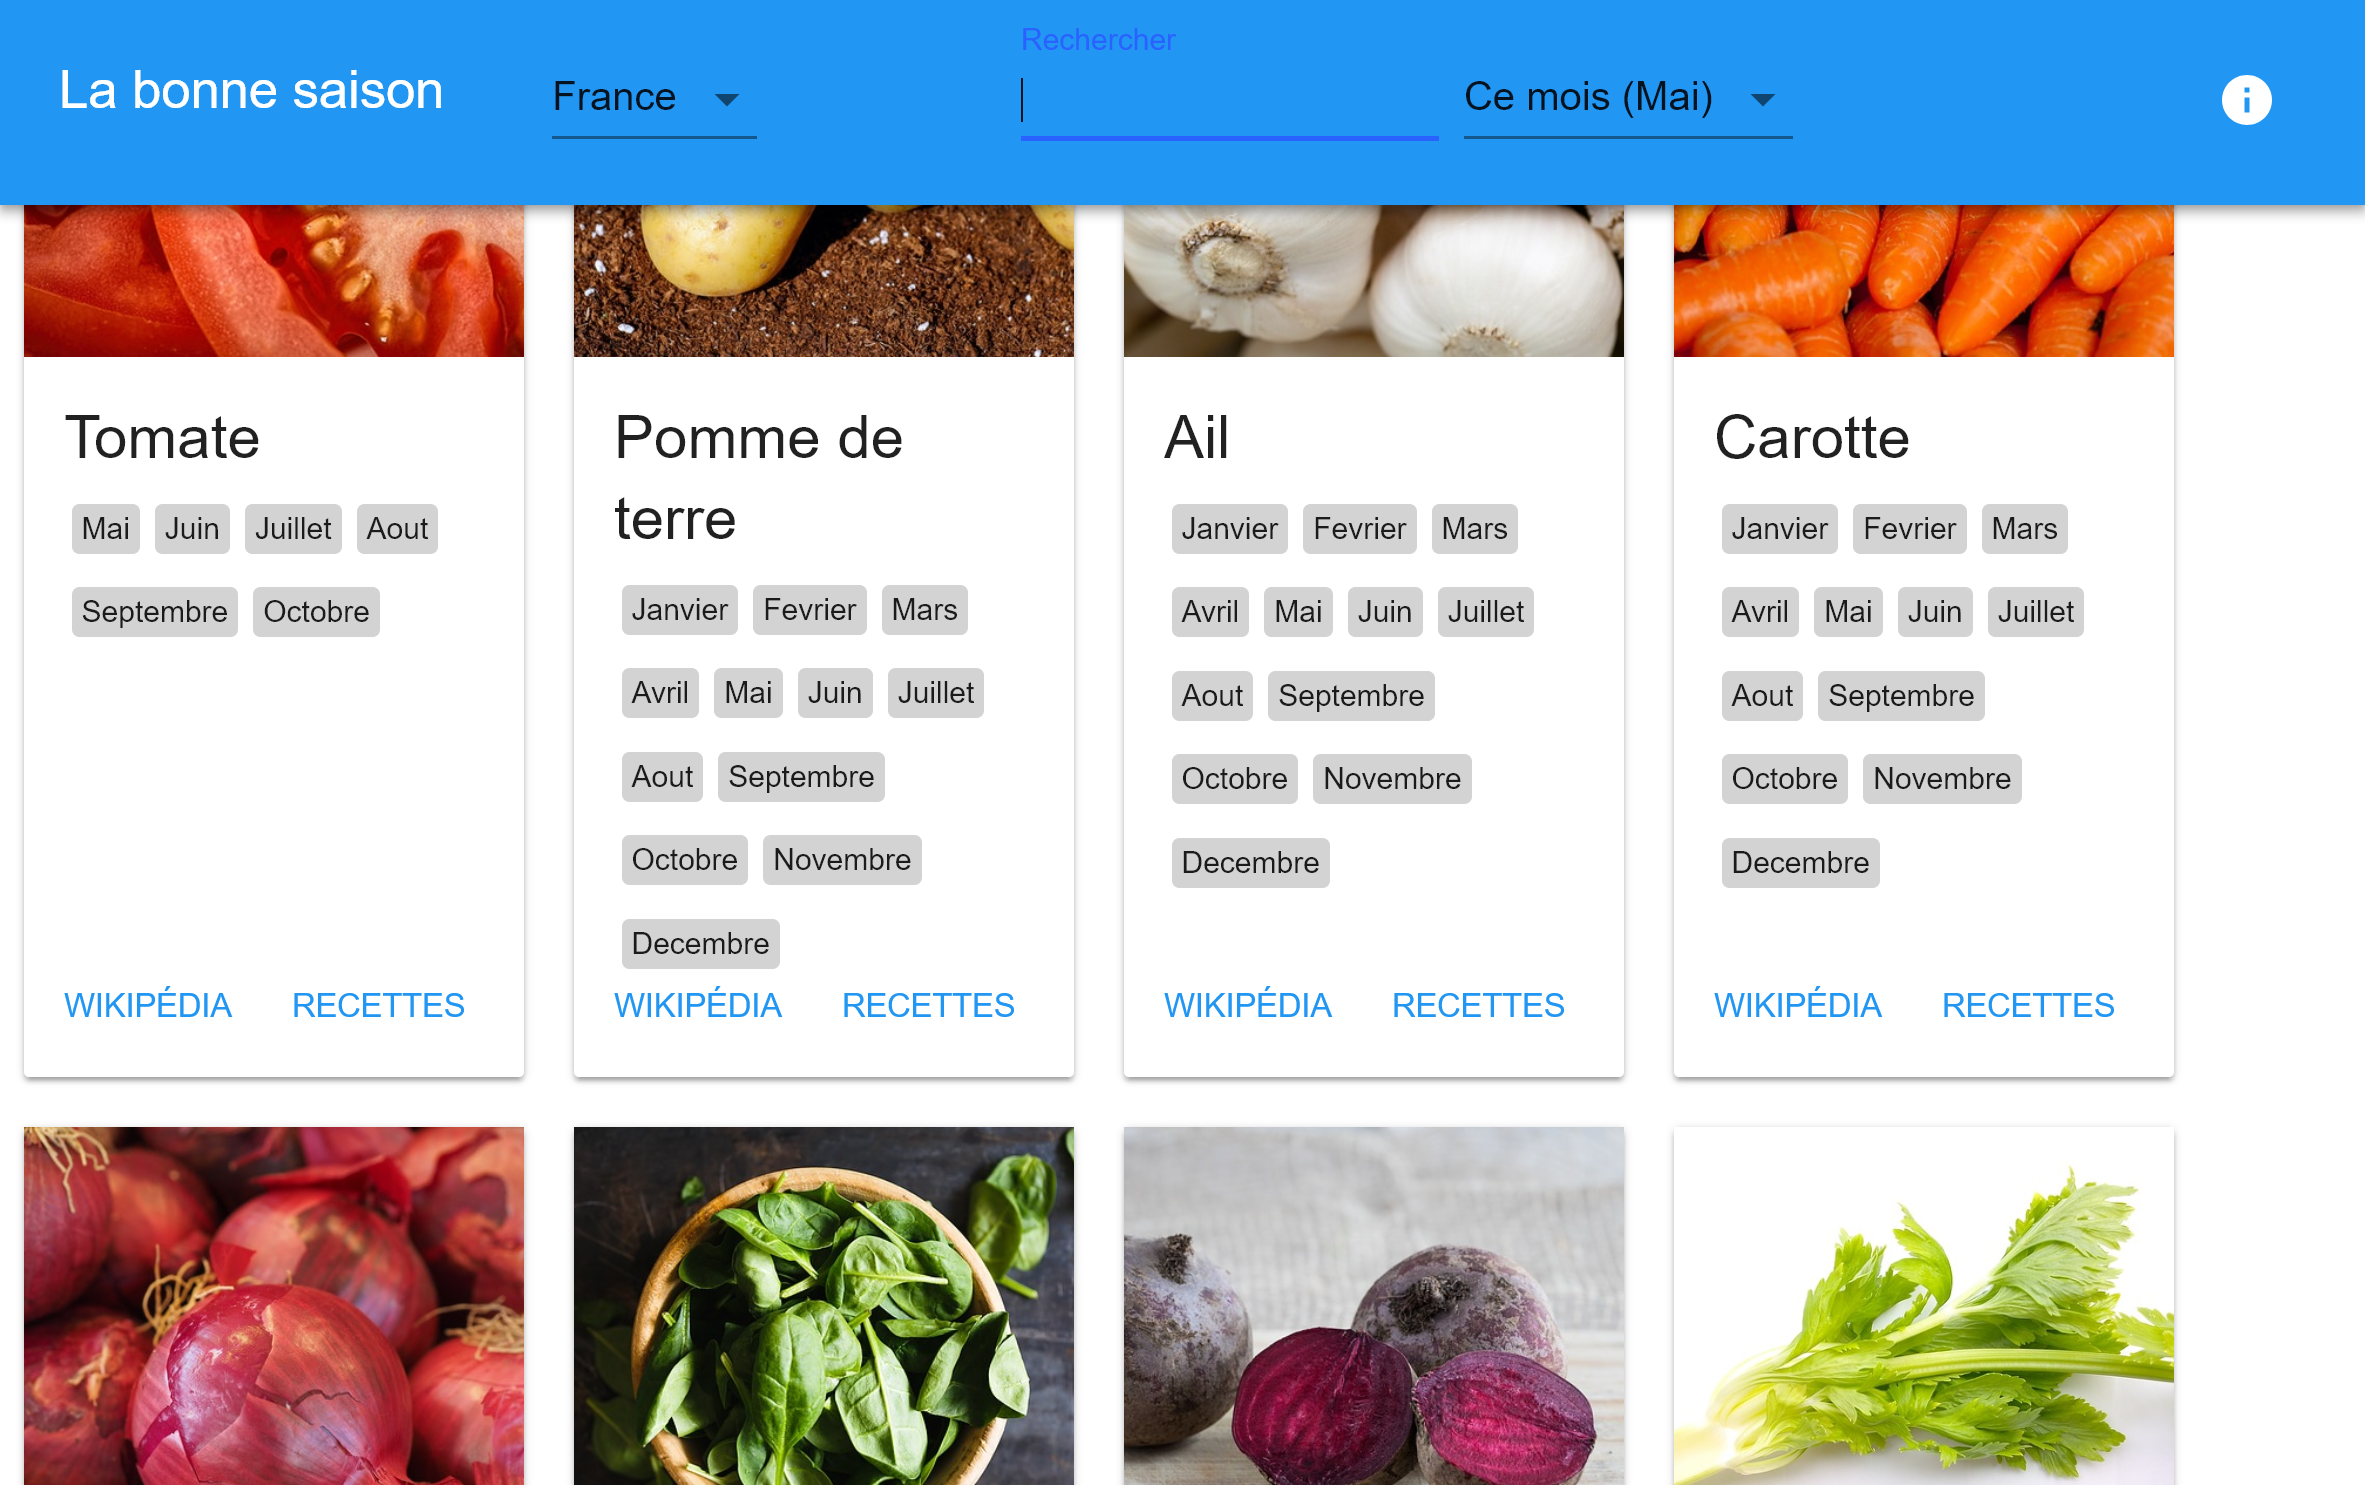 Rechercher
La bonne saison France Ce mois (Mai)
Tomate
Mai Juin Juillet Aout
Septembre Octobre
WIKIPÉDIA RECETTES
Pomme de
terre
Janvier Fevrier Mars
Avril Mai Juin Juillet
Aout Septembre
Octobre Novembre
Decembre
WIKIPÉDIA RECETTES
Ail
Janvier Fevrier Mars
Avril Mai Juin Juillet
Aout Septembre
Octobre Novembre
Decembre
WIKIPÉDIA RECETTES
Carotte
Janvier Fevrier Mars
Avril Mai Juin Juillet
Aout Septembre
Octobre Novembre
Decembre
WIKIPÉDIA RECETTES